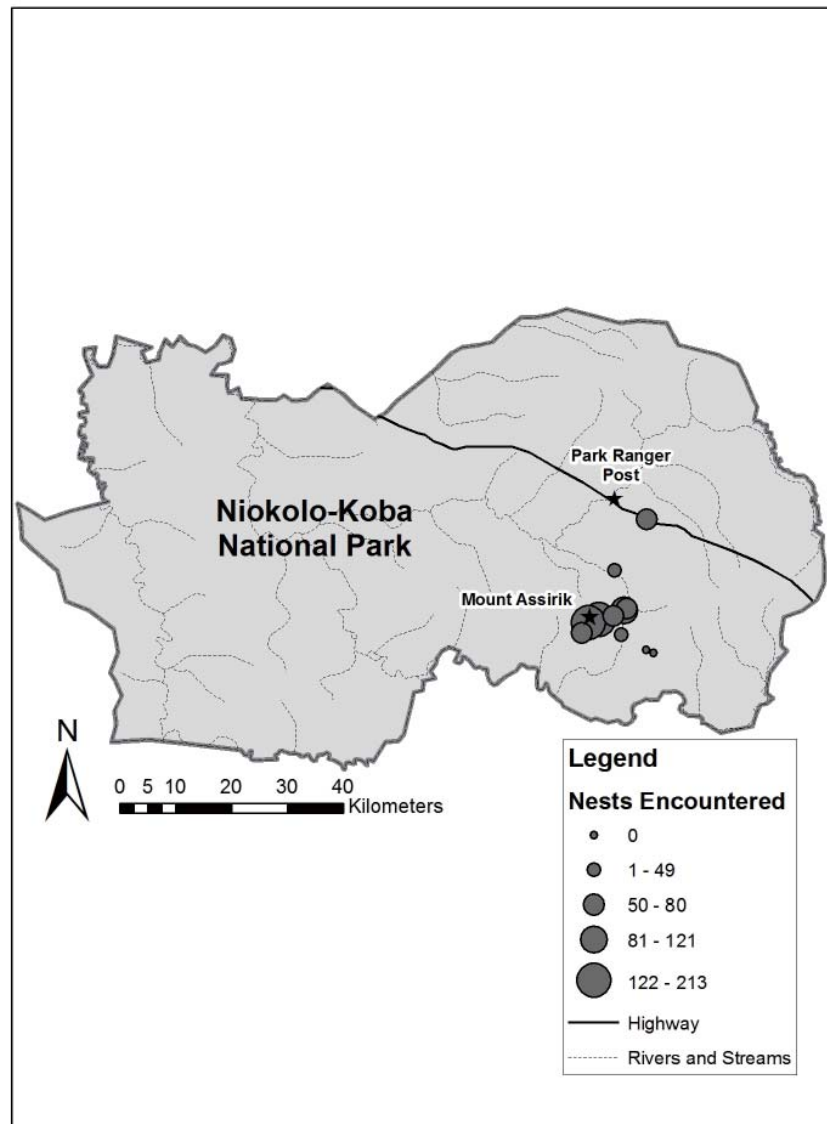 Park Ranger
Post
Niokolo-Koba
National Park
Mount Assirik
N
0 5 10 20 30 40
Kilometers
Legend
Nests Encountered
0
1 - 49
50 - 80
81 - 121
122 - 213
Highway
Rivers and Streams